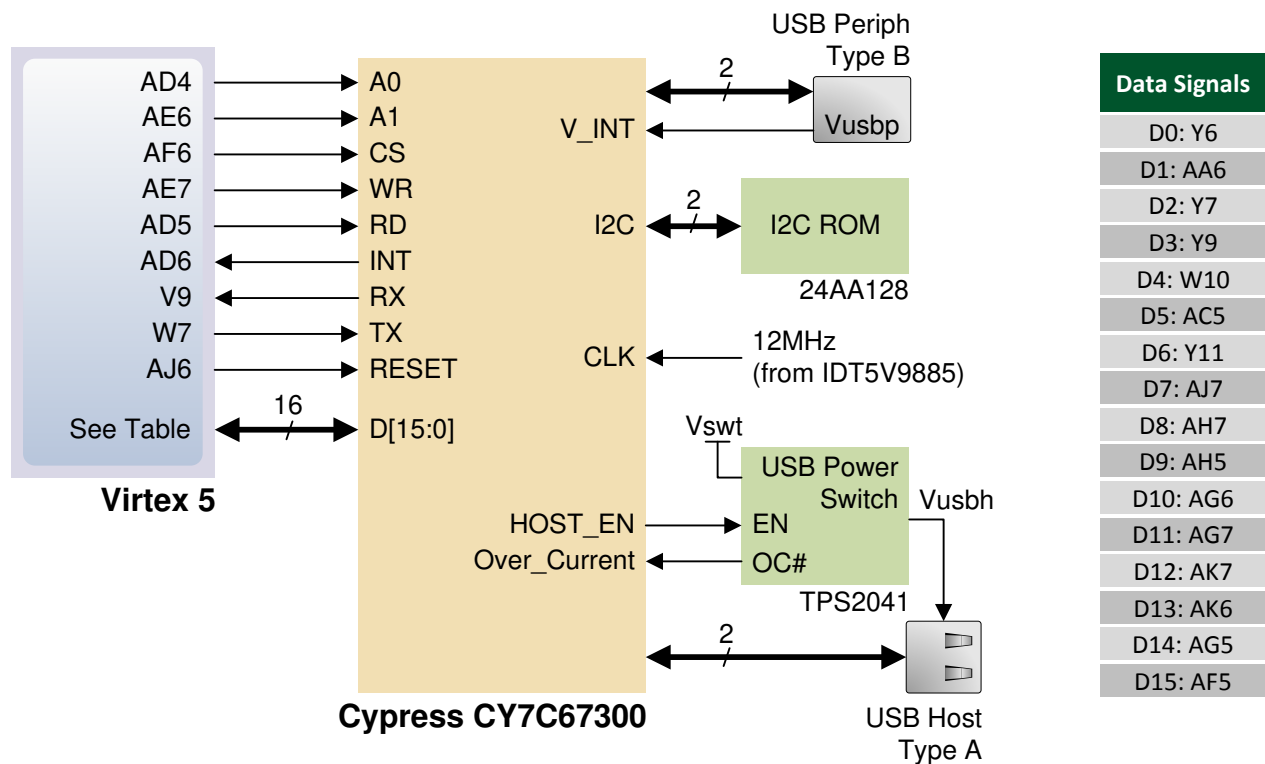 USB Periph
Type B
AD4
AE6
AF6
AE7
AD5
AD6
V9
W7
AJ6
See Table
Virtex 5
16
A0
A1
CS
WR
RD
INT
RX
TX
RESET
D[15:0]
V_INT
I2C
CLK
HOST_EN
Over_Current
Cypress CY7C67300
2
Vusbp
2
I2C ROM
24AA128
12MHz
(from IDT5V9885)
Vswt
USB Power
Switch
EN
OC#
TPS2041
Vusbh
2
USB Host
Type A
Data Signals
D0: Y6
D1: AA6
D2: Y7
D3: Y9
D4: W10
D5: AC5
D6: Y11
D7: AJ7
D8: AH7
D9: AH5
D10: AG6
D11: AG7
D12: AK7
D13: AK6
D14: AG5
D15: AF5